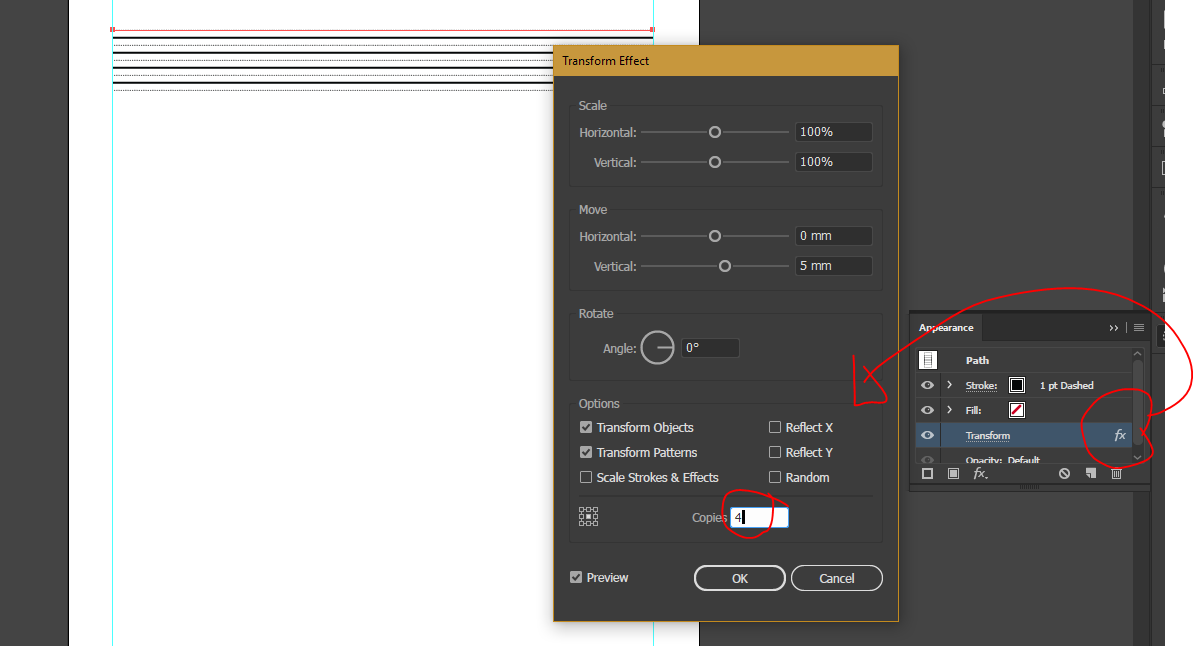 Transform Effect
Scale
Horizontal: 100%
Vertical: 100%
Move
Horizontal: 0 mm
Vertical: 5 mm
Rotate
Angle: 0°
Options
Transform Objects Reflect X
Transform Patterns Reflect Y
Scale Strokes & Effects Random
Copies 4
Preview OK Cancel
Appearance
Path
Stroke: 1 pt Dashed
Fill:
Transform fx
Opacity: Default
fx